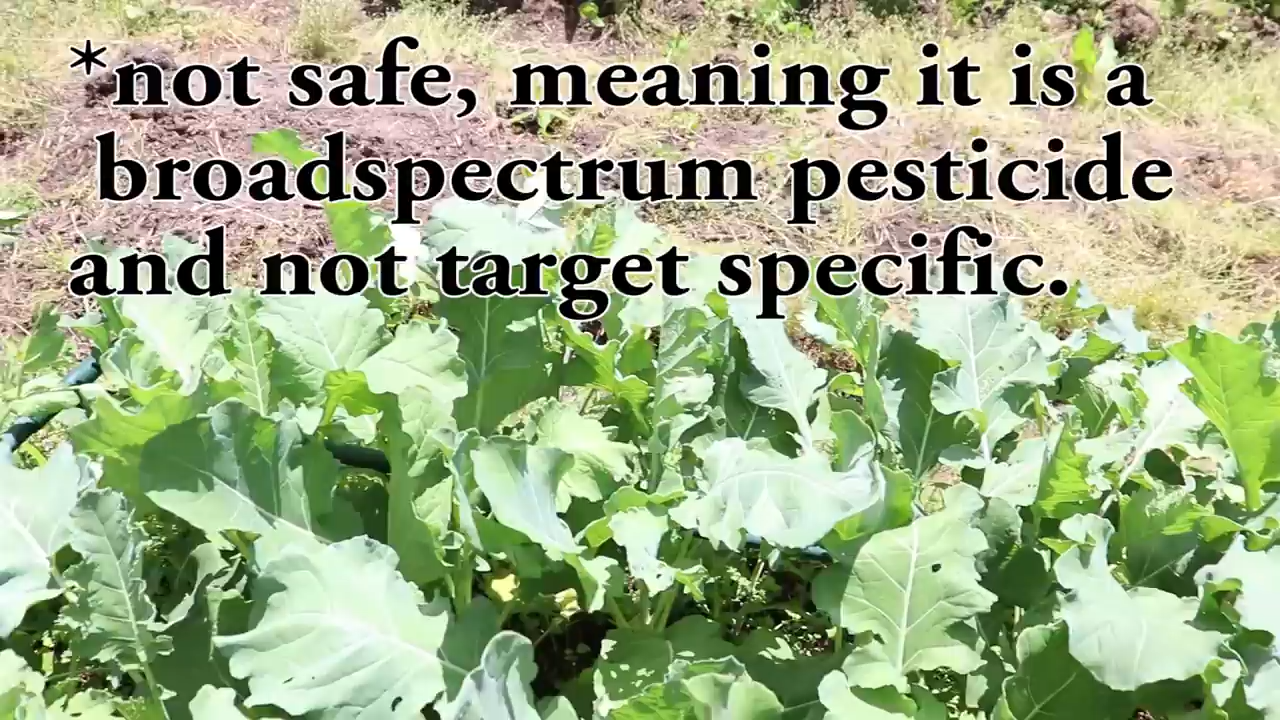 *not safe, meaning it is a
broadspectrum pesticide
and not target specific.